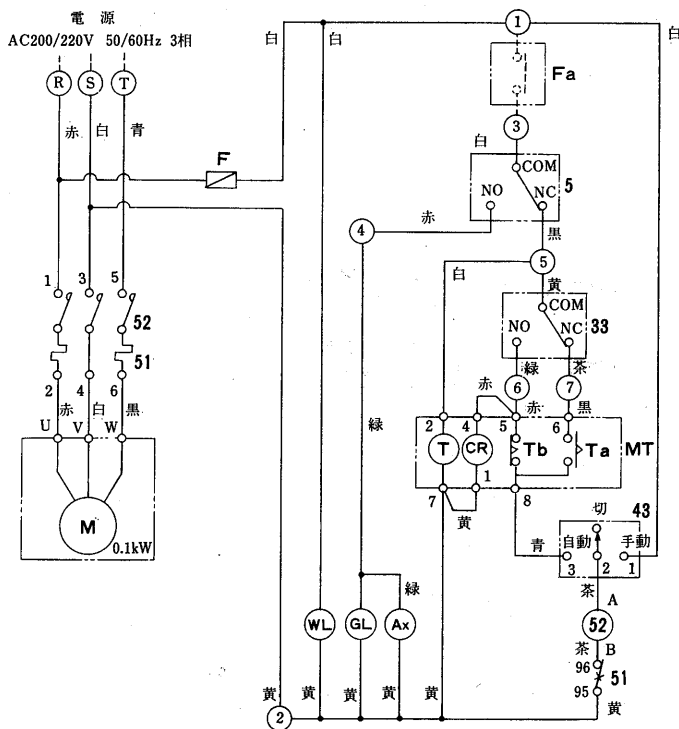 電源
AC200/220V 50/60Hz 3相
R S T
赤 白 青
F
白
白
1
白
Fa
3
白
COM
5
NO NC
赤
黒
4
5
白
黄
COM
NO NC
33
緑 茶
6 7
赤
赤 黒
2 4 5 6
T CR Tb Ta MT
1
7 8
黄
1 3 5
52
51
2 4 6
赤 白 黒
U V W
M
0.1kW
緑
切 43
自動 手動
青
3 2 1
茶 A
52
茶 B
96
51
95
黄
緑
WL GL Ax
黄 黄 黄 黄 黄
2